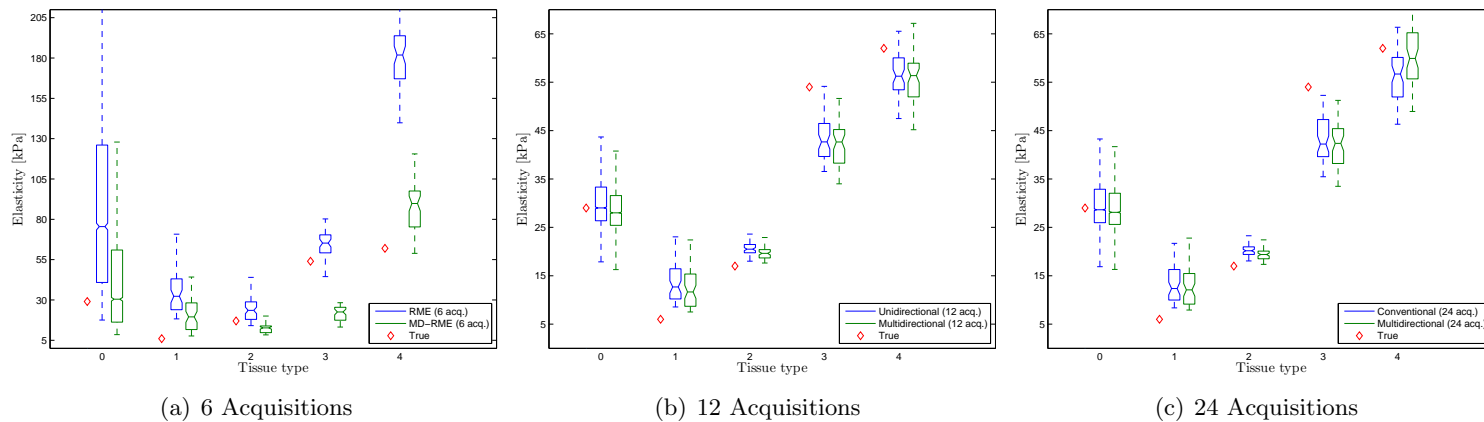 205
180
155
130
105
80
55
30
5
Elasticity [kPa]
0 1 2 3 4
Tissue type
RME (6 acq.)
MD−RME (6 acq.)
True
(a) 6 Acquisitions
65
55
45
35
25
15
5
Elasticity [kPa]
0 1 2 3 4
Tissue type
Unidirectional (12 acq.)
Multidirectional (12 acq.)
True
(b) 12 Acquisitions
65
55
45
35
25
15
5
Elasticity [kPa]
0 1 2 3 4
Tissue type
Conventional (24 acq.)
Multidirectional (24 acq.)
True
(c) 24 Acquisitions